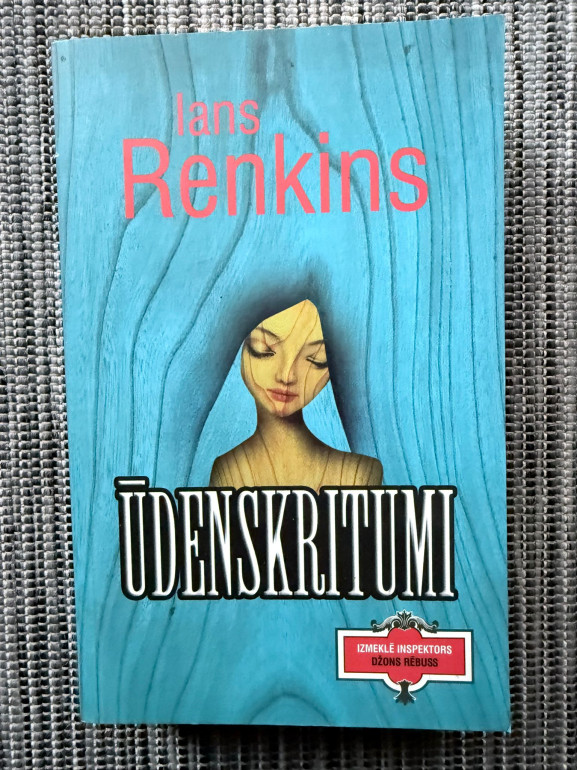 Ians
Renkins
ŪDENSKRITUMI
IZMEKLĒ INSPEKTORS
DŽONS RĒBUSS